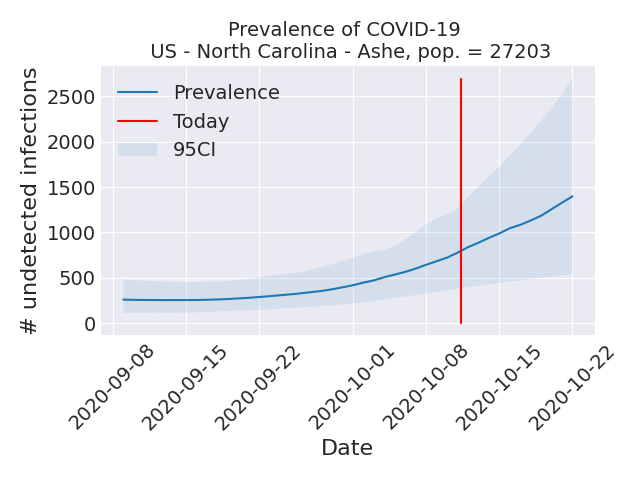 Prevalence of COVID-19
US - North Carolina - Ashe, pop. = 27203
# undetected infections
2500
2000
1500
1000
500
0
Prevalence
Today
95CI
2020-09-08
2020-09-15
2020-09-22
2020-10-01
2020-10-08
2020-10-15
2020-10-22
Date